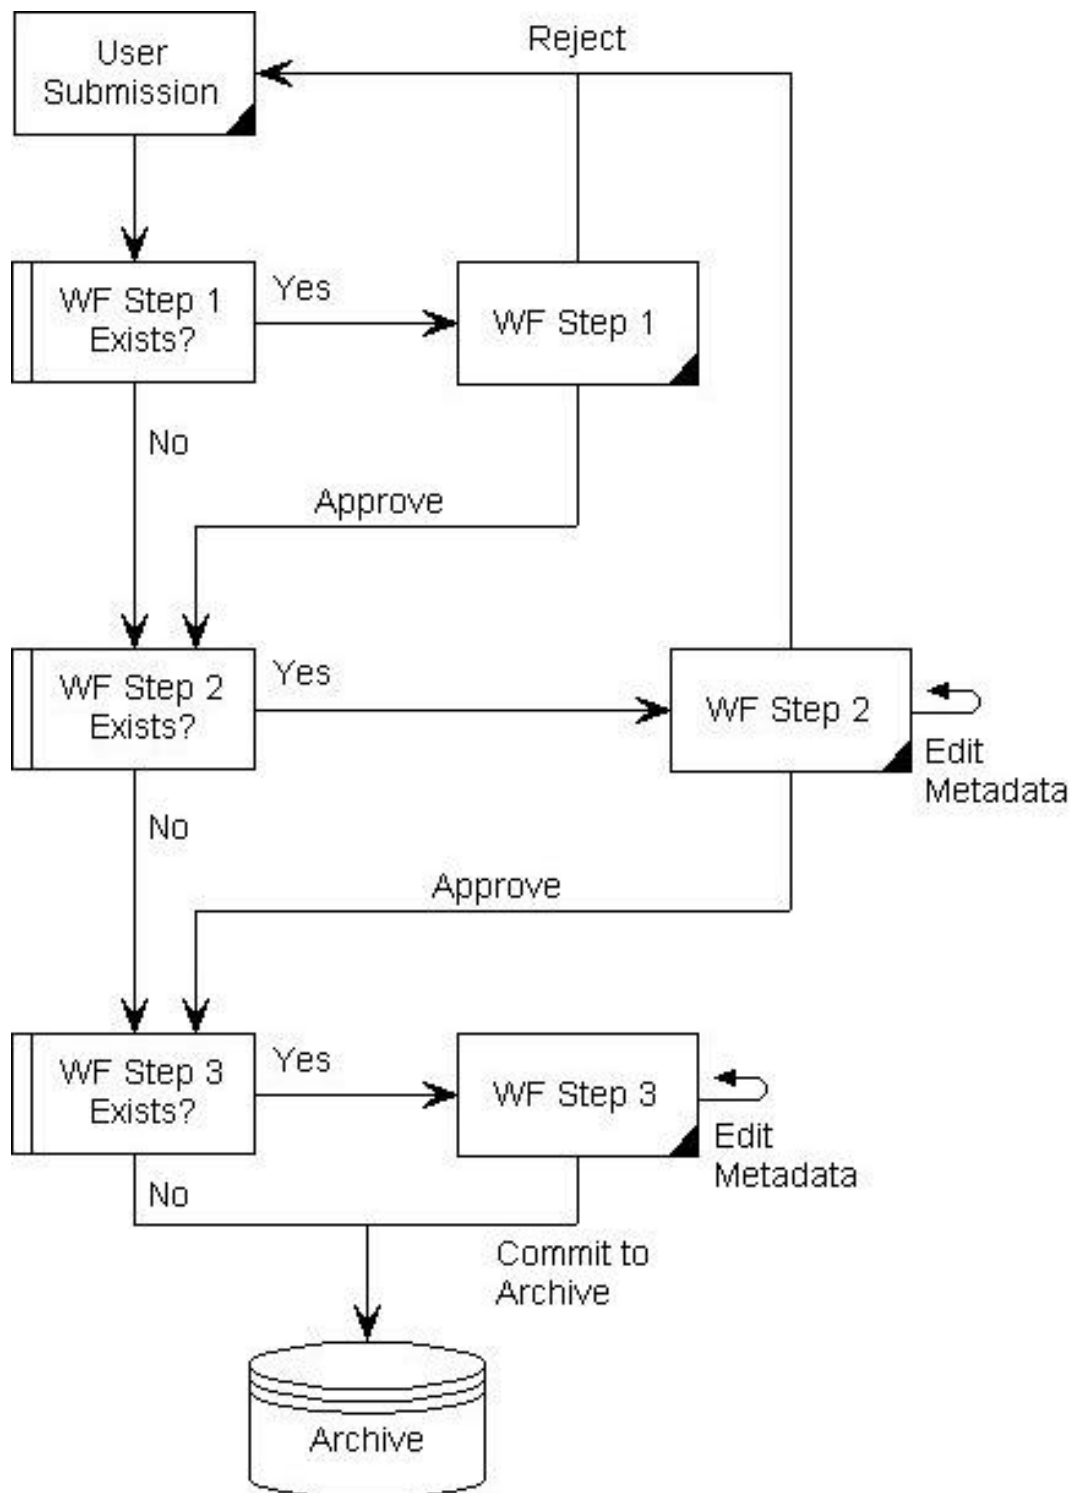 Reject
User
Submission
WF Step 1
Exists?
Yes
WF Step 1
No
Approve
WF Step 2
Exists?
Yes
WF Step 2
Edit
Metadata
No
Approve
WF Step 3
Exists?
Yes
WF Step 3
Edit
Metadata
No
Commit to
Archive
Archive